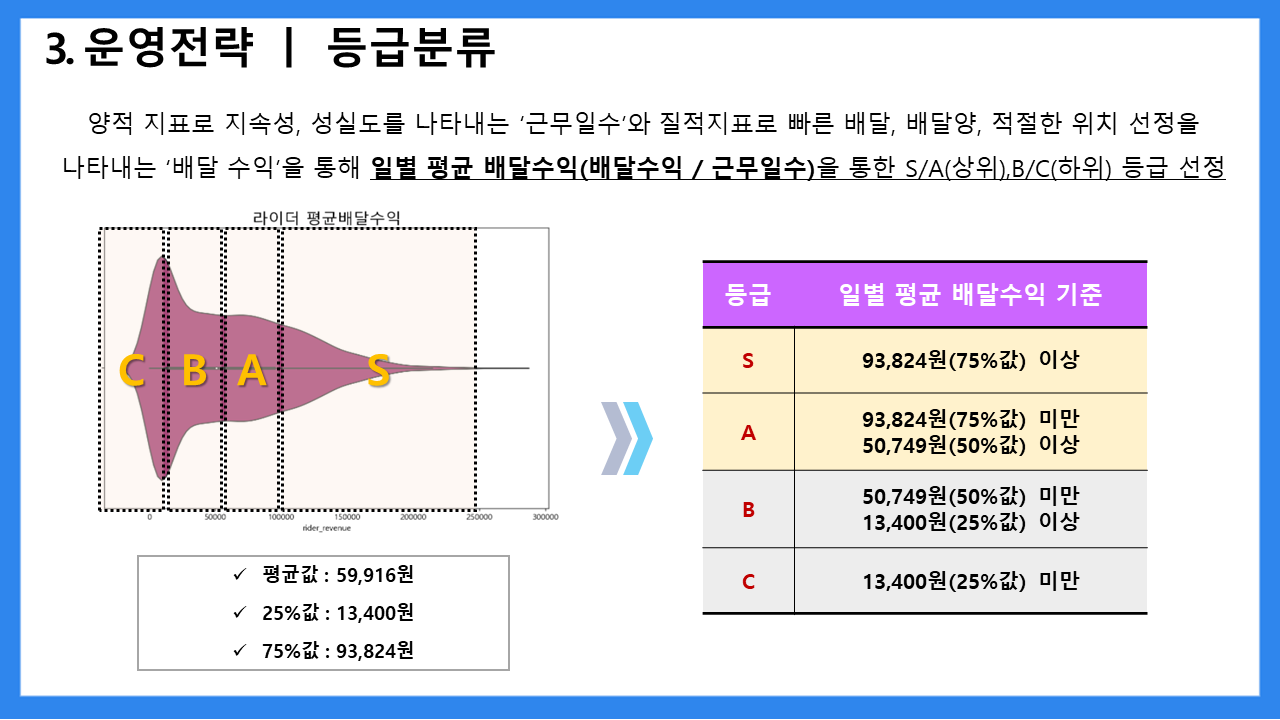 3. 운영전략 | 등급분류
양적 지표로 지속성, 성실도를 나타내는 ‘근무일수’와 질적지표로 빠른 배달, 배달양, 적절한 위치 선정을
나타내는 ‘배달 수익’을 통해 일별 평균 배달수익(배달수익 / 근무일수)을 통한 S/A(상위),B/C(하위) 등급 선정
라이더 평균배달수익
C B A S
0 50000 100000 150000 200000 250000 300000
rider_revenue
✓ 평균값 : 59,916원
✓ 25%값 : 13,400원
✓ 75%값 : 93,824원
등급 일별 평균 배달수익 기준
S 93,824원(75%값) 이상
A 93,824원(75%값) 미만
50,749원(50%값) 이상
B 50,749원(50%값) 미만
13,400원(25%값) 이상
C 13,400원(25%값) 미만